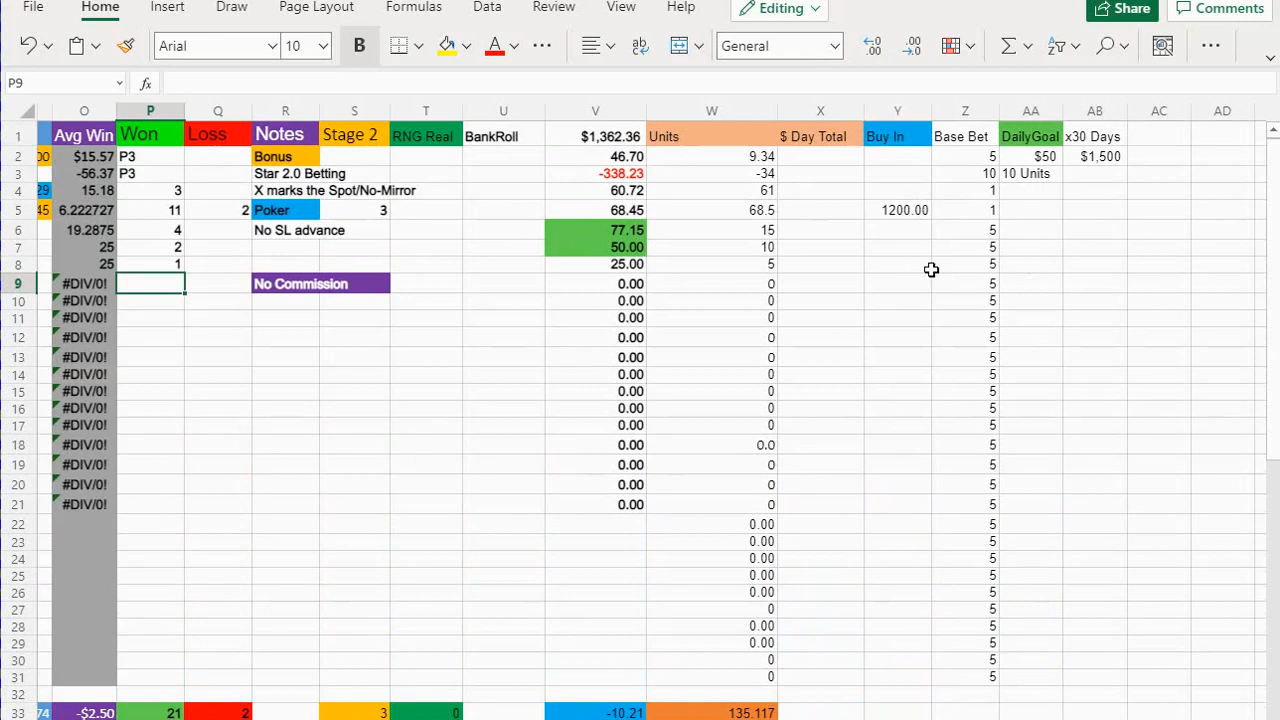 File Home Insert Draw Page Layout Formulas Data Review View Help Editing Share Comments
Arial 10 B A General
P9 fx
O P Q R S T U V W X Y Z AA AB AC AD
1 Avg Win Won Loss Notes Stage 2 RNG Real BankRoll $1,362.36 Units $ Day Total Buy In Base Bet DailyGoal x30 Days
2 00 $15.57 P3 Bonus 46.70 9.34 5 $50 $1,500
3 -56.37 P3 Star 2.0 Betting -338.23 -34 10 10 Units
4 29 15.18 3 X marks the Spot/No-Mirror 60.72 61 1
5 45 6.222727 11 2 Poker 3 68.45 68.5 1200.00 1
6 19.2875 4 No SL advance 77.15 15 5
7 25 2 50.00 10 5
8 25 1 25.00 5 5
9 #DIV/0! No Commission 0.00 0 5
10 #DIV/0! 0.00 0 5
11 #DIV/0! 0.00 0 5
12 #DIV/0! 0.00 0 5
13 #DIV/0! 0.00 0 5
14 #DIV/0! 0.00 0 5
15 #DIV/0! 0.00 0 5
16 #DIV/0! 0.00 0 5
17 #DIV/0! 0.00 0 5
18 #DIV/0! 0.00 0.0 5
19 #DIV/0! 0.00 0 5
20 #DIV/0! 0.00 0 5
21 #DIV/0! 0.00 0 5
22 0.00 5
23 0.00 5
24 0.00 5
25 0.00 5
26 0.00 5
27 0 5
28 0.00 5
29 0.00 5
30 0 5
31 0 5
32
33 74 -$2.50 21 2 3 0 -10.21 135.117